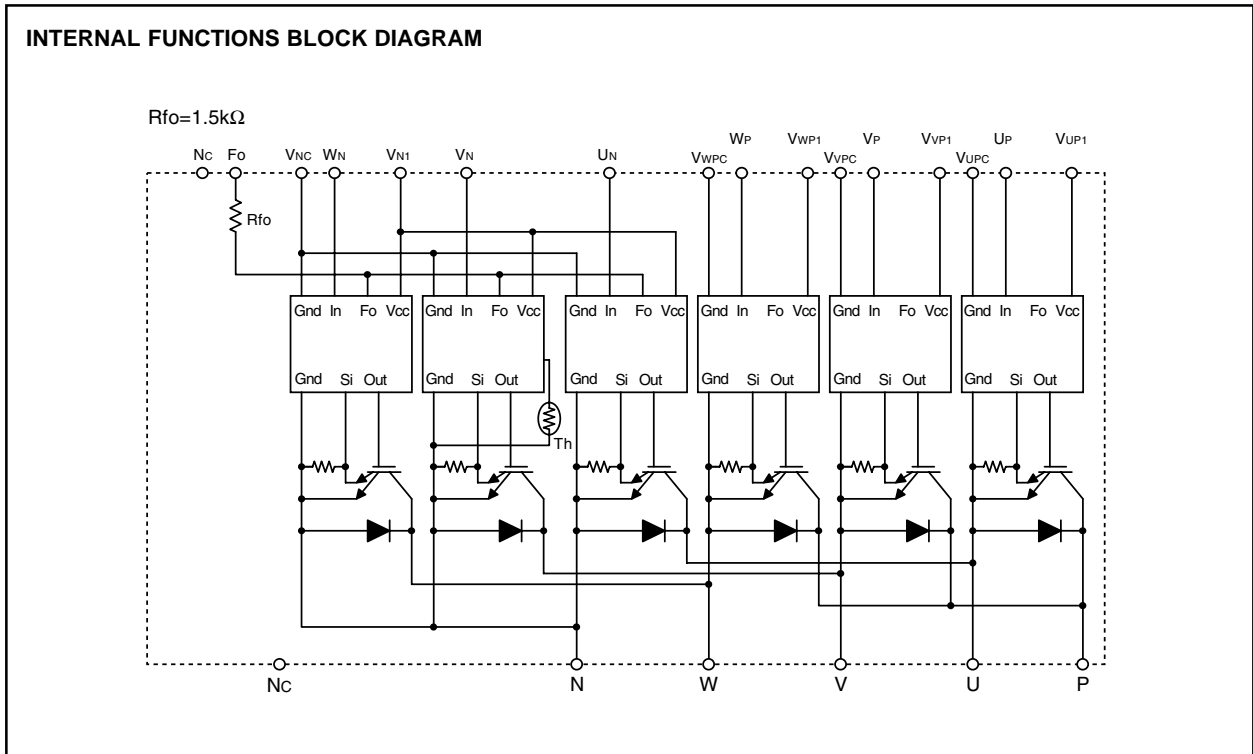 INTERNAL FUNCTIONS BLOCK DIAGRAM
Rfo=1.5kΩ
NC Fo VNC WN VN1 VN UN VWPC WP VWP1 VVPC VP VVP1 VUPC UP VUP1
Rfo
Gnd In Fo Vcc Gnd In Fo Vcc Gnd In Fo Vcc Gnd In Fo Vcc Gnd In Fo Vcc Gnd In Fo Vcc
Gnd Si Out Gnd Si Out Gnd Si Out Gnd Si Out Gnd Si Out Gnd Si Out
Th
NC N W V U P